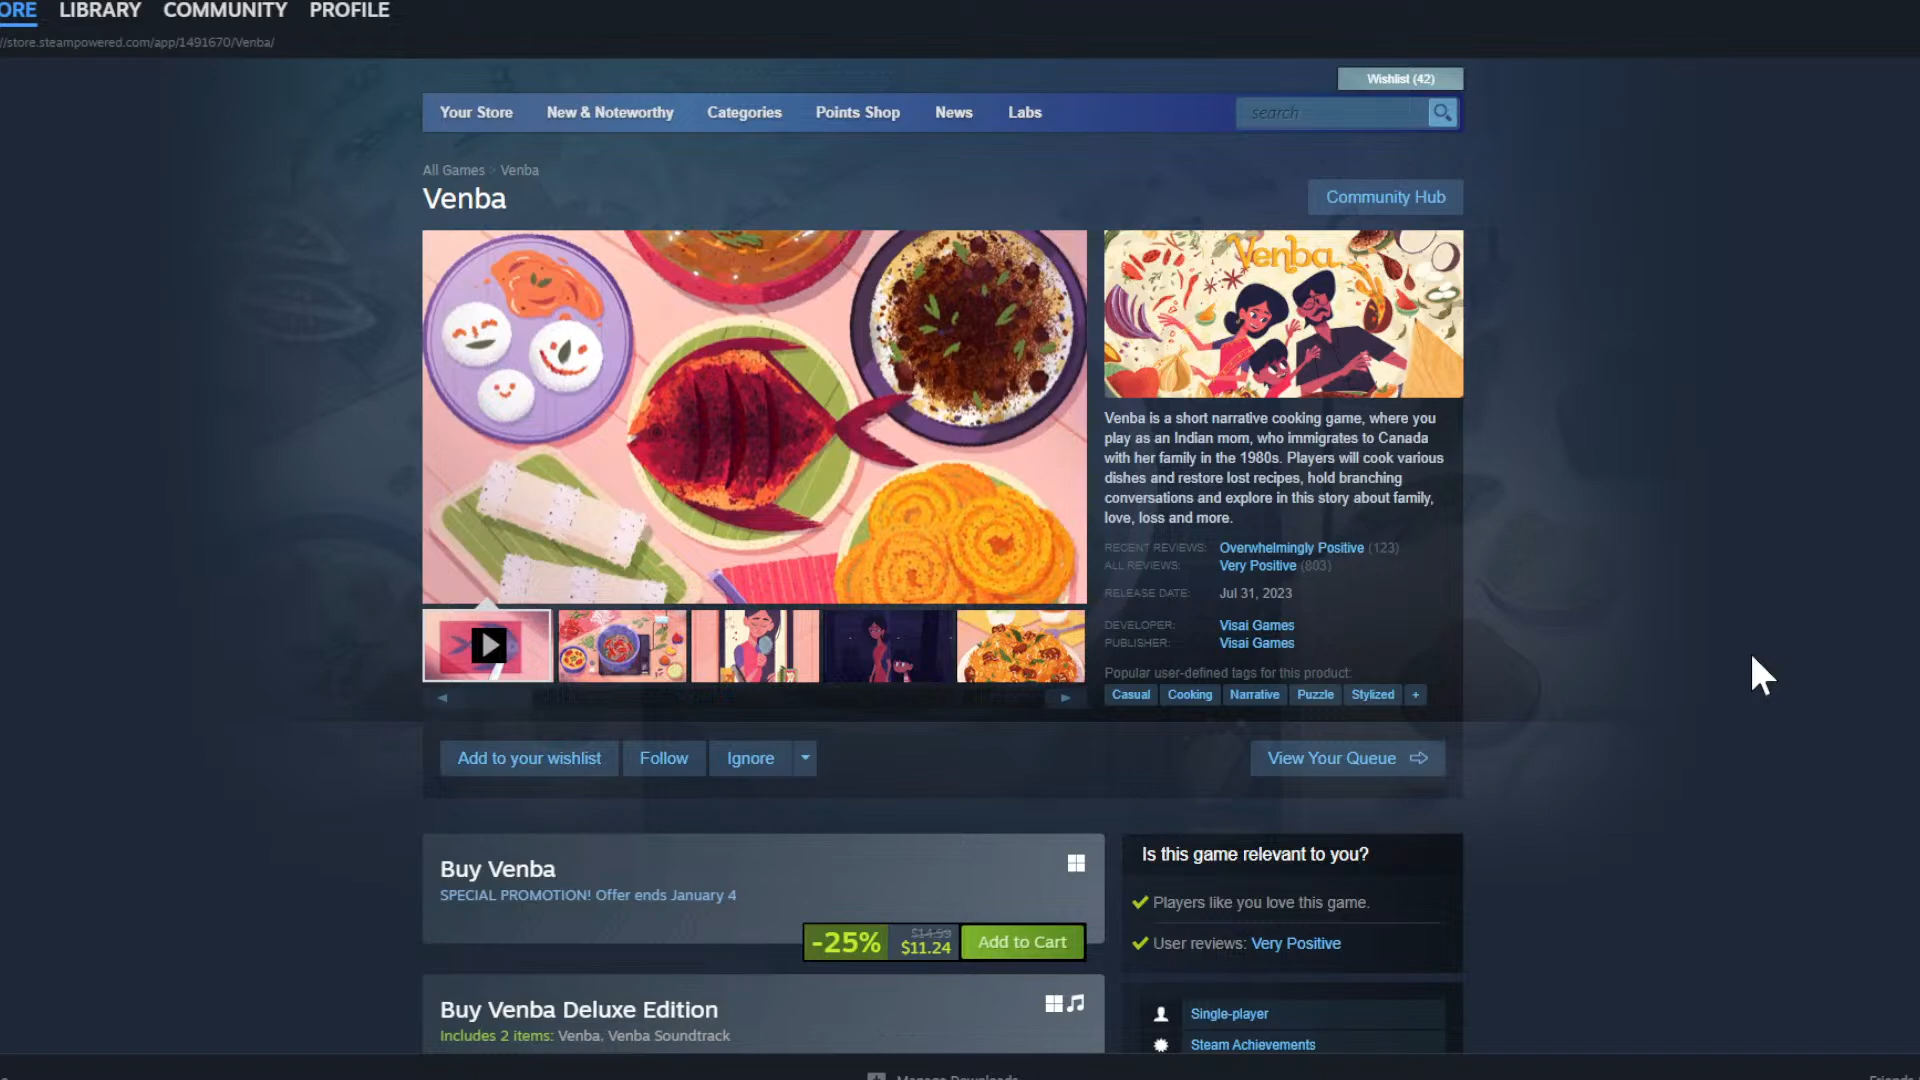 ORE LIBRARY COMMUNITY PROFILE
//store.steampowered.com/app/1491670/Venba/
Wishlist (42)
Your Store New & Noteworthy Categories Points Shop News Labs
search
All Games > Venba
Venba
Community Hub
Venba
Venba is a short narrative cooking game, where you
play as an Indian mom, who immigrates to Canada
with her family in the 1980s. Players will cook various
dishes and restore lost recipes, hold branching
conversations and explore in this story about family,
love, loss and more.
RECENT REVIEWS: Overwhelmingly Positive (123)
ALL REVIEWS: Very Positive (803)
RELEASE DATE: Jul 31, 2023
DEVELOPER: Visai Games
PUBLISHER: Visai Games
Popular user-defined tags for this product:
Casual Cooking Narrative Puzzle Stylized +
Add to your wishlist Follow Ignore
View Your Queue
Buy Venba
SPECIAL PROMOTION! Offer ends January 4
-25% $14.99 $11.24 Add to Cart
Is this game relevant to you?
Players like you love this game.
User reviews: Very Positive
Buy Venba Deluxe Edition
Includes 2 items: Venba, Venba Soundtrack
Single-player
Steam Achievements
Manage Downloads